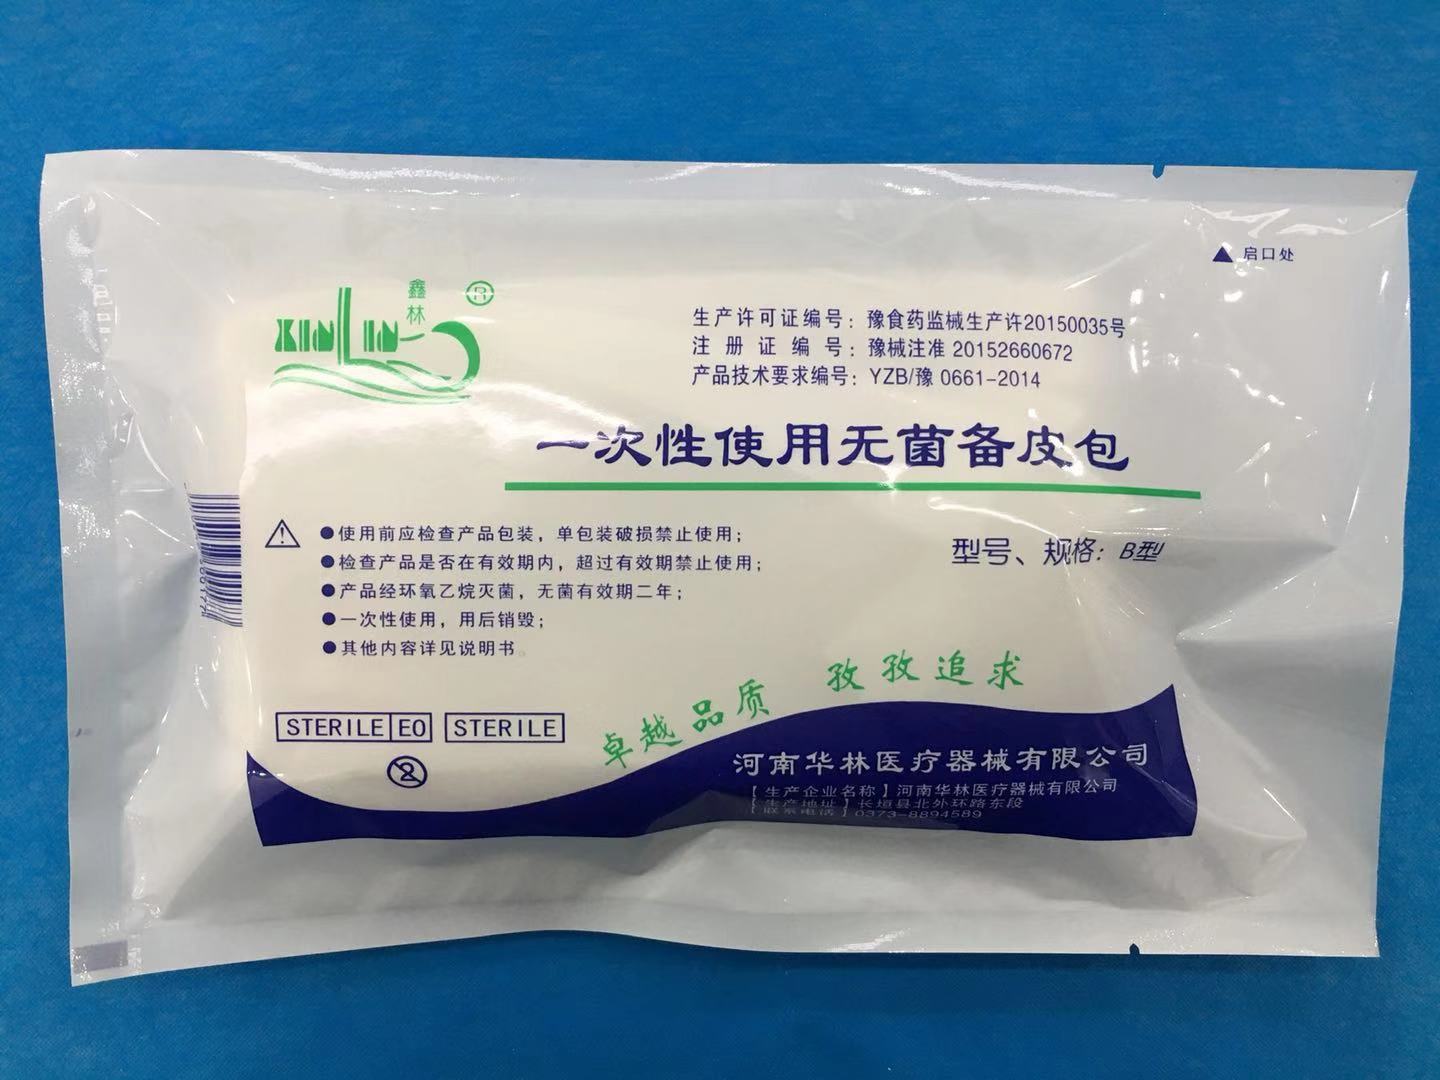 启口处
鑫林
XINLIN
®
生产许可证编号：豫食药监械生产许20150035号
注册证编号：豫械注准 20152660672
产品技术要求编号：YZB/豫 0661-2014
一次性使用无菌备皮包
型号、规格：B型
●使用前应检查产品包装，单包装破损禁止使用；
●检查产品是否在有效期内，超过有效期禁止使用；
●产品经环氧乙烷灭菌，无菌有效期二年；
●一次性使用，用后销毁；
●其他内容详见说明书。
STERILE EO STERILE
2
卓越品质 孜孜追求
河南华林医疗器械有限公司
【生产企业名称】河南华林医疗器械有限公司
【生产地址】长垣县北外环路东段
【联系电话】0373-8894589